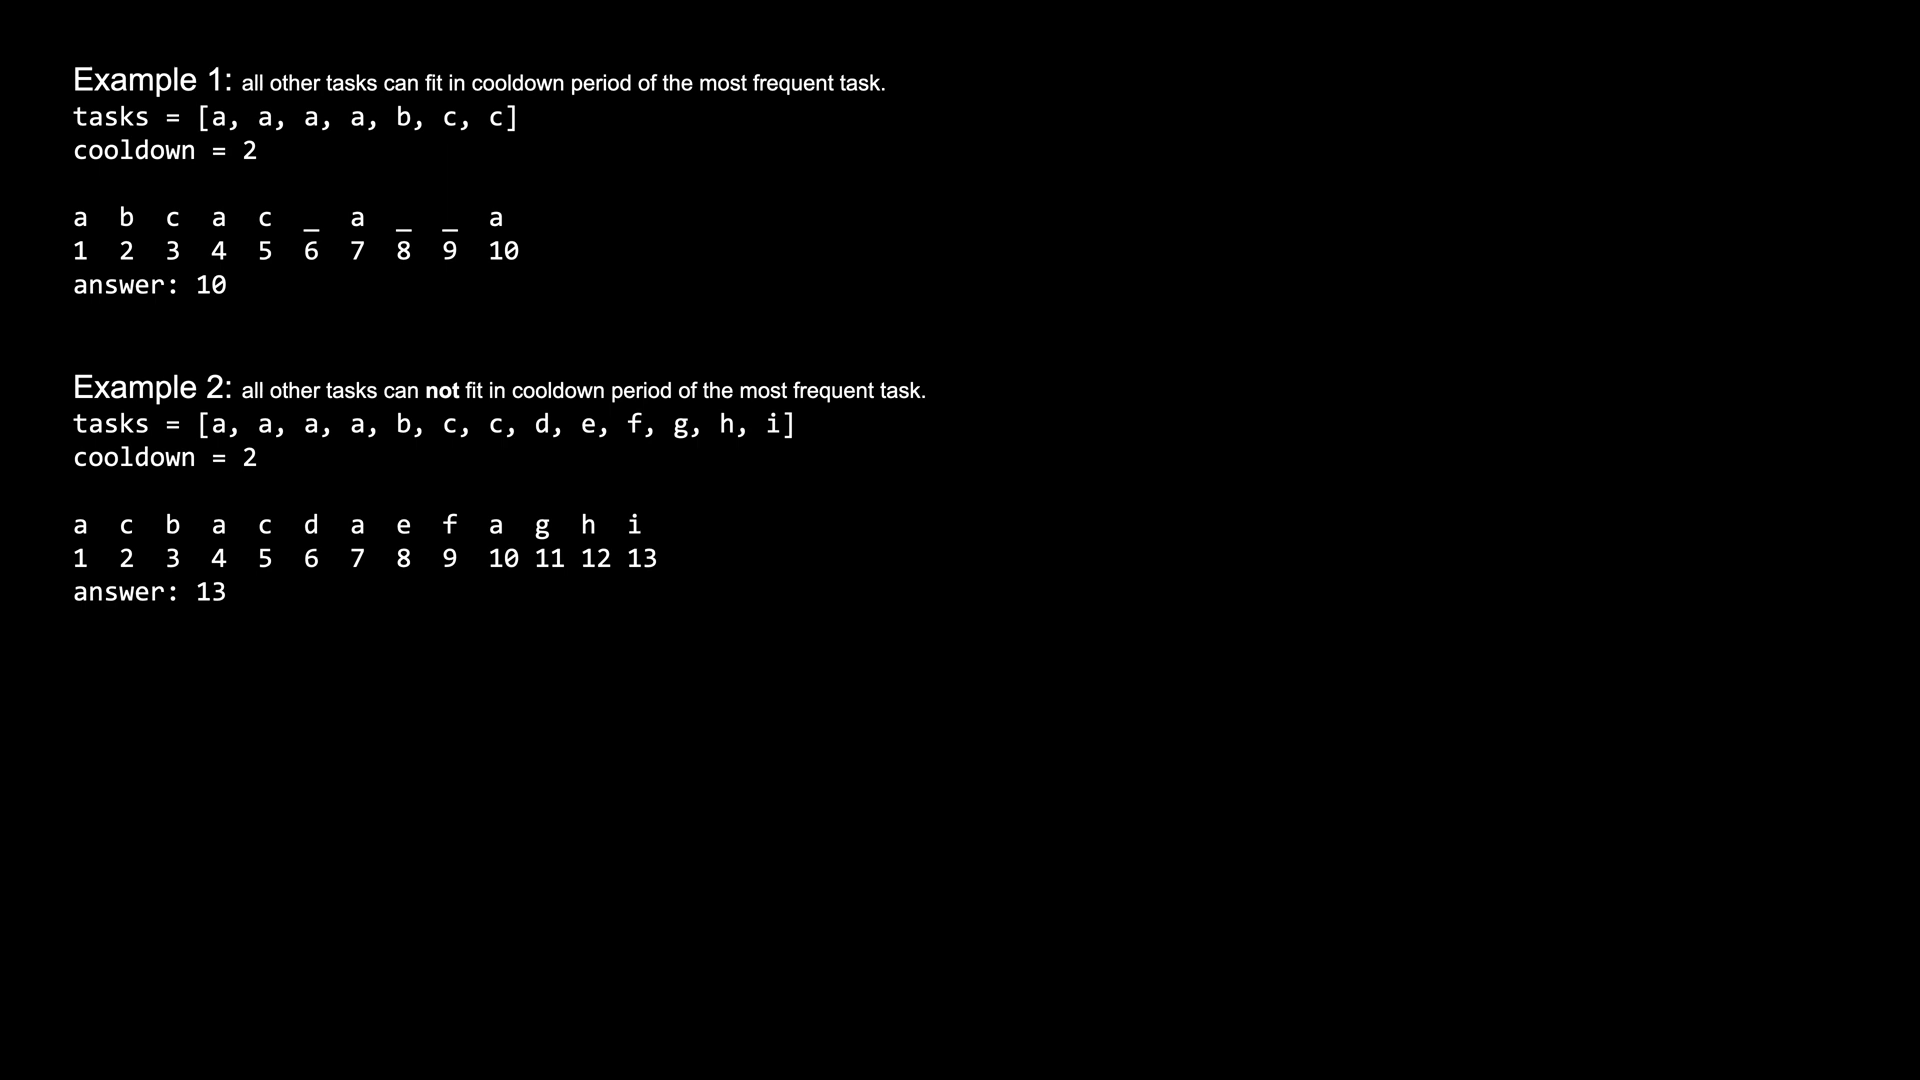 Example 1: all other tasks can fit in cooldown period of the most frequent task.
tasks = [a, a, a, a, b, c, c]
cooldown = 2
a b c a c _ a _ _ a
1 2 3 4 5 6 7 8 9 10
answer: 10
Example 2: all other tasks can not fit in cooldown period of the most frequent task.
tasks = [a, a, a, a, b, c, c, d, e, f, g, h, i]
cooldown = 2
a c b a c d a e f a g h i
1 2 3 4 5 6 7 8 9 10 11 12 13
answer: 13